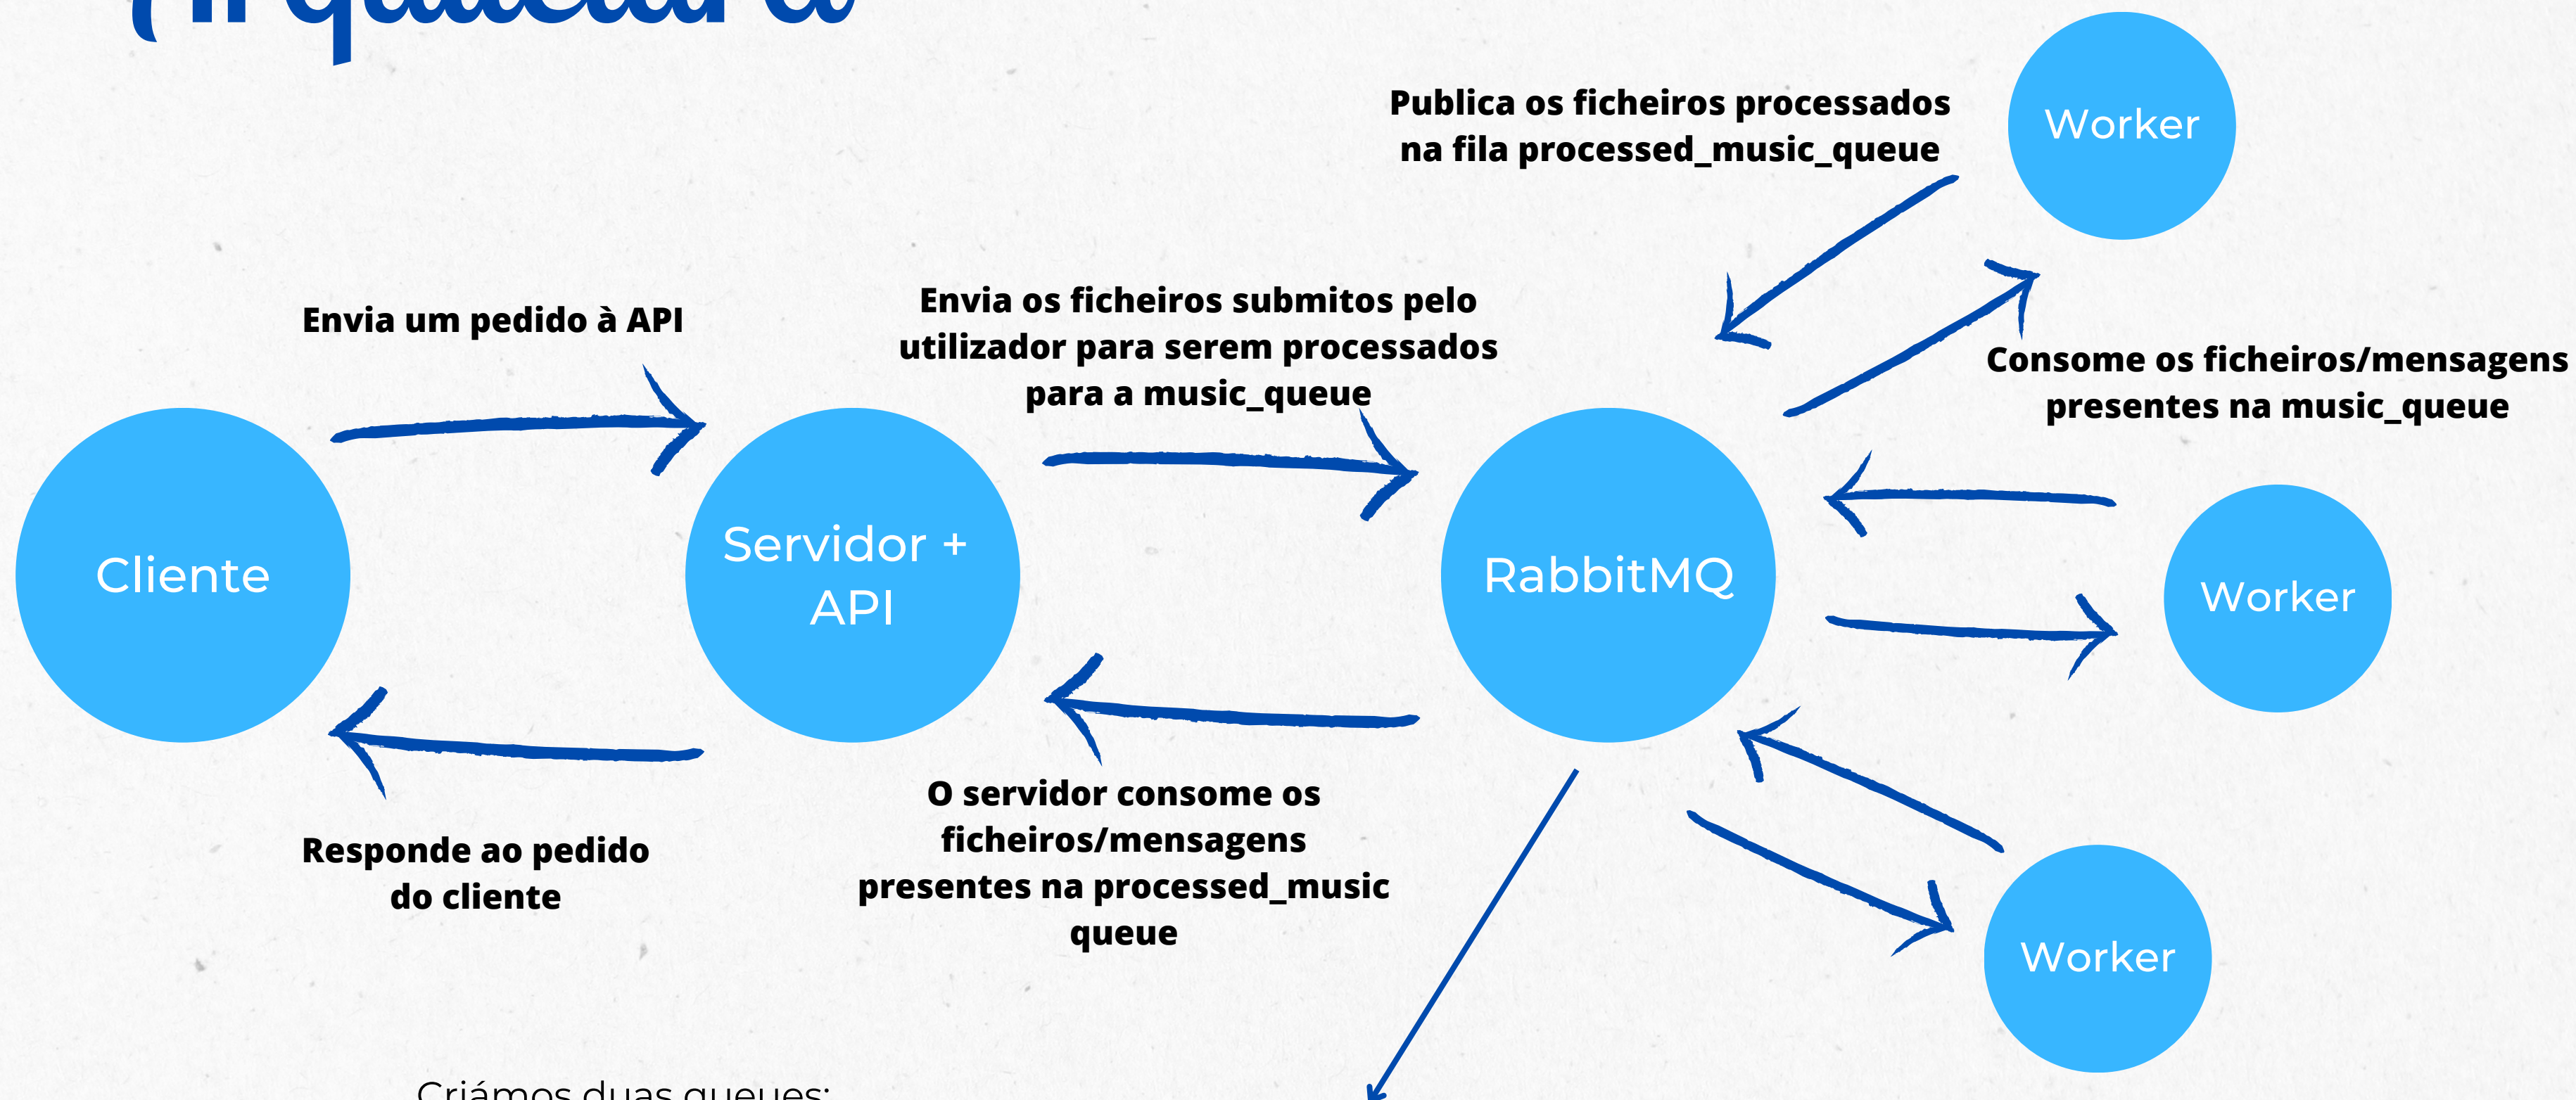 Publica os ficheiros processados
na fila processed_music_queue
Worker
Envia um pedido à API
Envia os ficheiros submitos pelo
utilizador para serem processados
para a music_queue
Consome os ficheiros/mensagens
presentes na music_queue
Cliente
Servidor +
API
RabbitMQ
Worker
Responde ao pedido
do cliente
O servidor consome os
ficheiros/mensagens
presentes na processed_music
queue
Worker
Criámos duas queues: